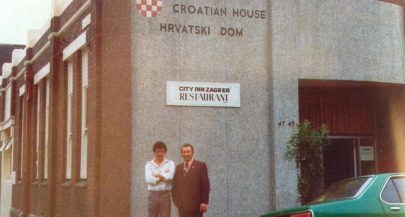 CROATIAN HOUSE
HRVATSKI DOM
"CITY INN ZAGREB"
RESTAURANT
47 49